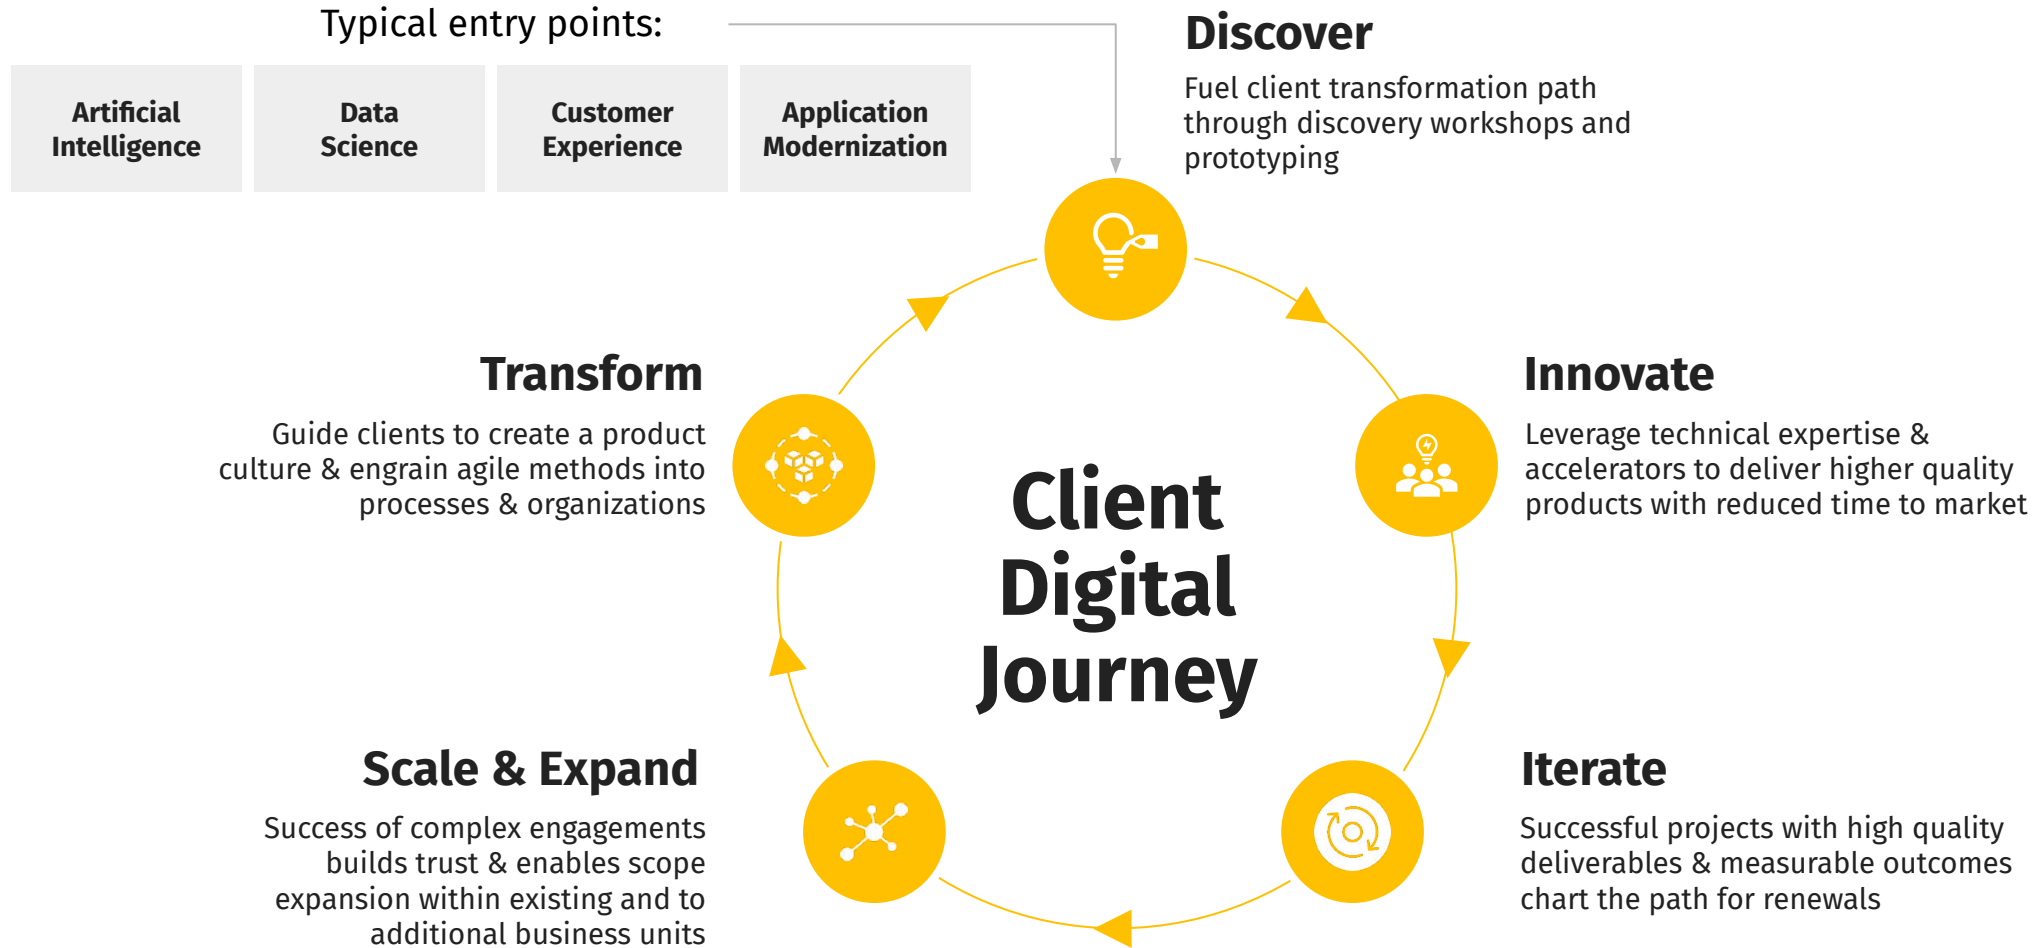 Typical entry points:
Artificial
Intelligence
Data
Science
Customer
Experience
Application
Modernization
Discover
Fuel client transformation path
through discovery workshops and
prototyping
Innovate
Leverage technical expertise &
accelerators to deliver higher quality
products with reduced time to market
Iterate
Successful projects with high quality
deliverables & measurable outcomes
chart the path for renewals
Scale & Expand
Success of complex engagements
builds trust & enables scope
expansion within existing and to
additional business units
Transform
Guide clients to create a product
culture & engrain agile methods into
processes & organizations
Client
Digital
Journey